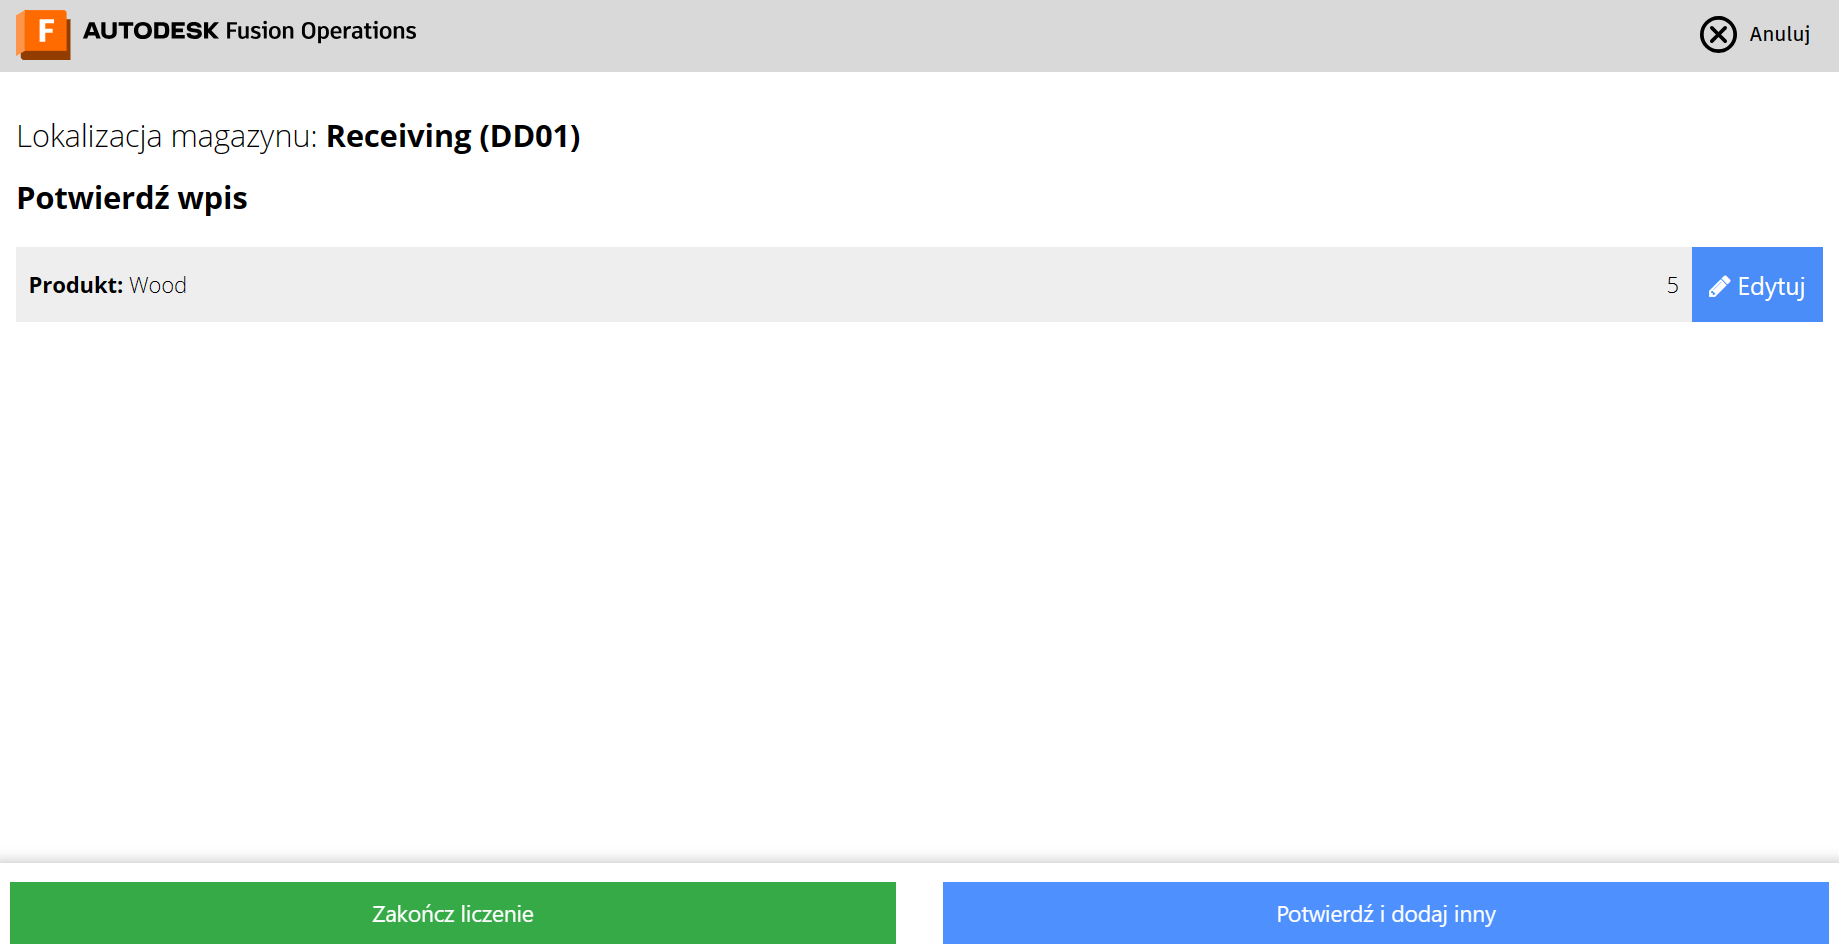 F AUTODESK Fusion Operations
Anuluj
Lokalizacja magazynu: Receiving (DD01)
Potwierdź wpis
Produkt: Wood 5 Edytuj
Zakończ liczenie
Potwierdź i dodaj inny